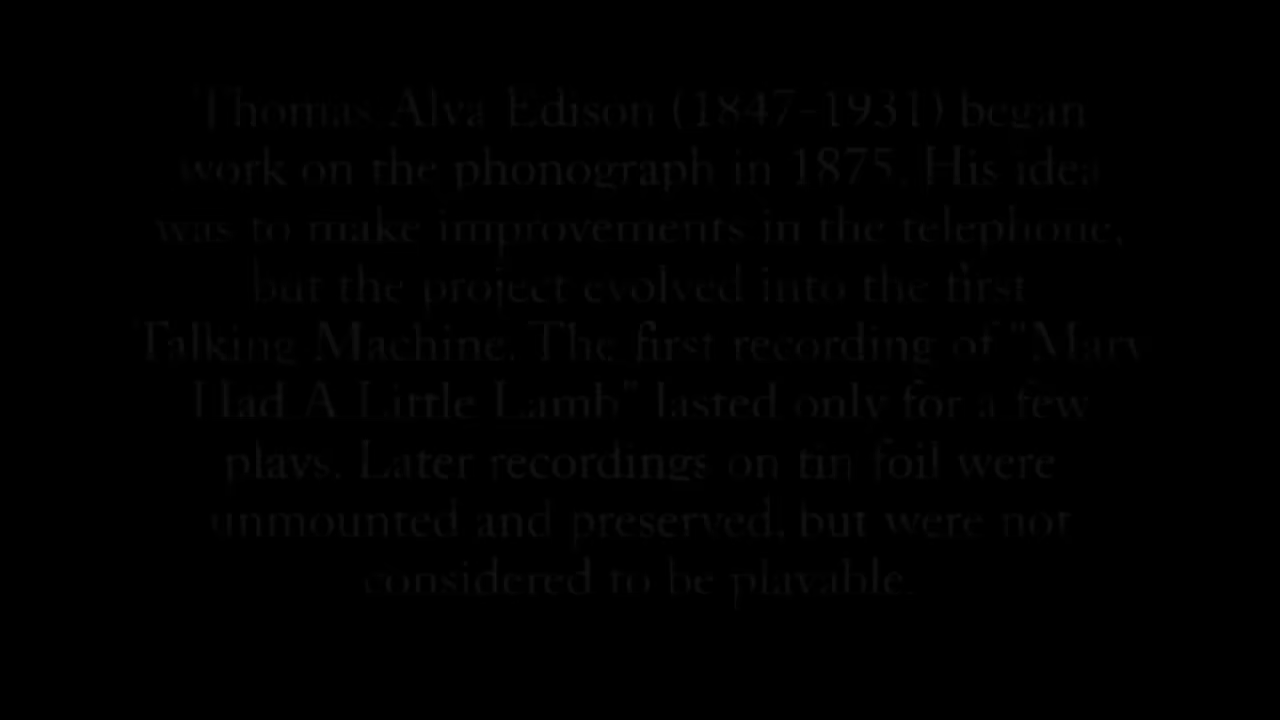 Thomas Alva Edison (1847-1931) began
work on the phonograph in 1875. His idea
was to make improvements in the telephone,
but the project evolved into the first
Talking Machine. The first recording of "Mary
Had A Little Lamb" lasted only for a few
plays. Later recordings on tin foil were
unmounted and preserved, but were not
considered to be playable.